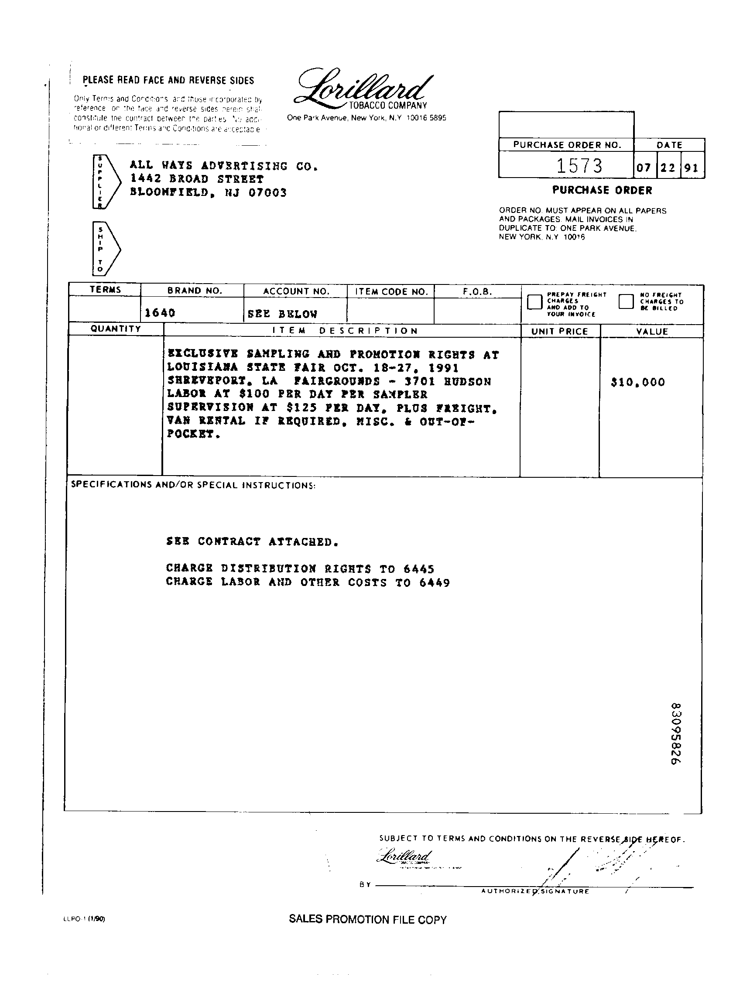 PLEASE READ FACE AND REVERSE SIDES
Only Terms and Conditions and those incorporated by
reference on the face and reverse sides herein shall
constitute the contract between the parties. No addi-
tional or different Terms and Conditions are acceptable.
Lorillard
TOBACCO COMPANY
One Park Avenue, New York, N.Y. 10016 5895
PURCHASE ORDER NO. DATE
1573 07 22 91
PURCHASE ORDER
ORDER NO. MUST APPEAR ON ALL PAPERS
AND PACKAGES. MAIL INVOICES IN
DUPLICATE TO: ONE PARK AVENUE,
NEW YORK, N.Y. 10016
SUPPLIER
ALL WAYS ADVERTISING CO.
1442 BROAD STREET
BLOOMFIELD, NJ 07003
SHIP TO
TERMS BRAND NO. ACCOUNT NO. ITEM CODE NO. F.O.B.
PREPAY FREIGHT
CHARGES
AND ADD TO
YOUR INVOICE
NO FREIGHT
CHARGES TO
BE BILLED
1640 SEE BELOW
QUANTITY ITEM DESCRIPTION UNIT PRICE VALUE
EXCLUSIVE SAMPLING AND PROMOTION RIGHTS AT
LOUISIANA STATE FAIR OCT. 18-27, 1991
SHREVEPORT, LA FAIRGROUNDS - 3701 HUDSON $10,000
LABOR AT $100 PER DAY PER SAMPLER
SUPERVISION AT $125 PER DAY, PLUS FREIGHT,
VAN RENTAL IF REQUIRED, MISC. & OUT-OF-
POCKET.
SPECIFICATIONS AND/OR SPECIAL INSTRUCTIONS:
SEE CONTRACT ATTACHED.
CHARGE DISTRIBUTION RIGHTS TO 6445
CHARGE LABOR AND OTHER COSTS TO 6449
83095826
SUBJECT TO TERMS AND CONDITIONS ON THE REVERSE SIDE HEREOF.
Lorillard
BY
AUTHORIZED SIGNATURE
LLPO-1 (1/90)
SALES PROMOTION FILE COPY